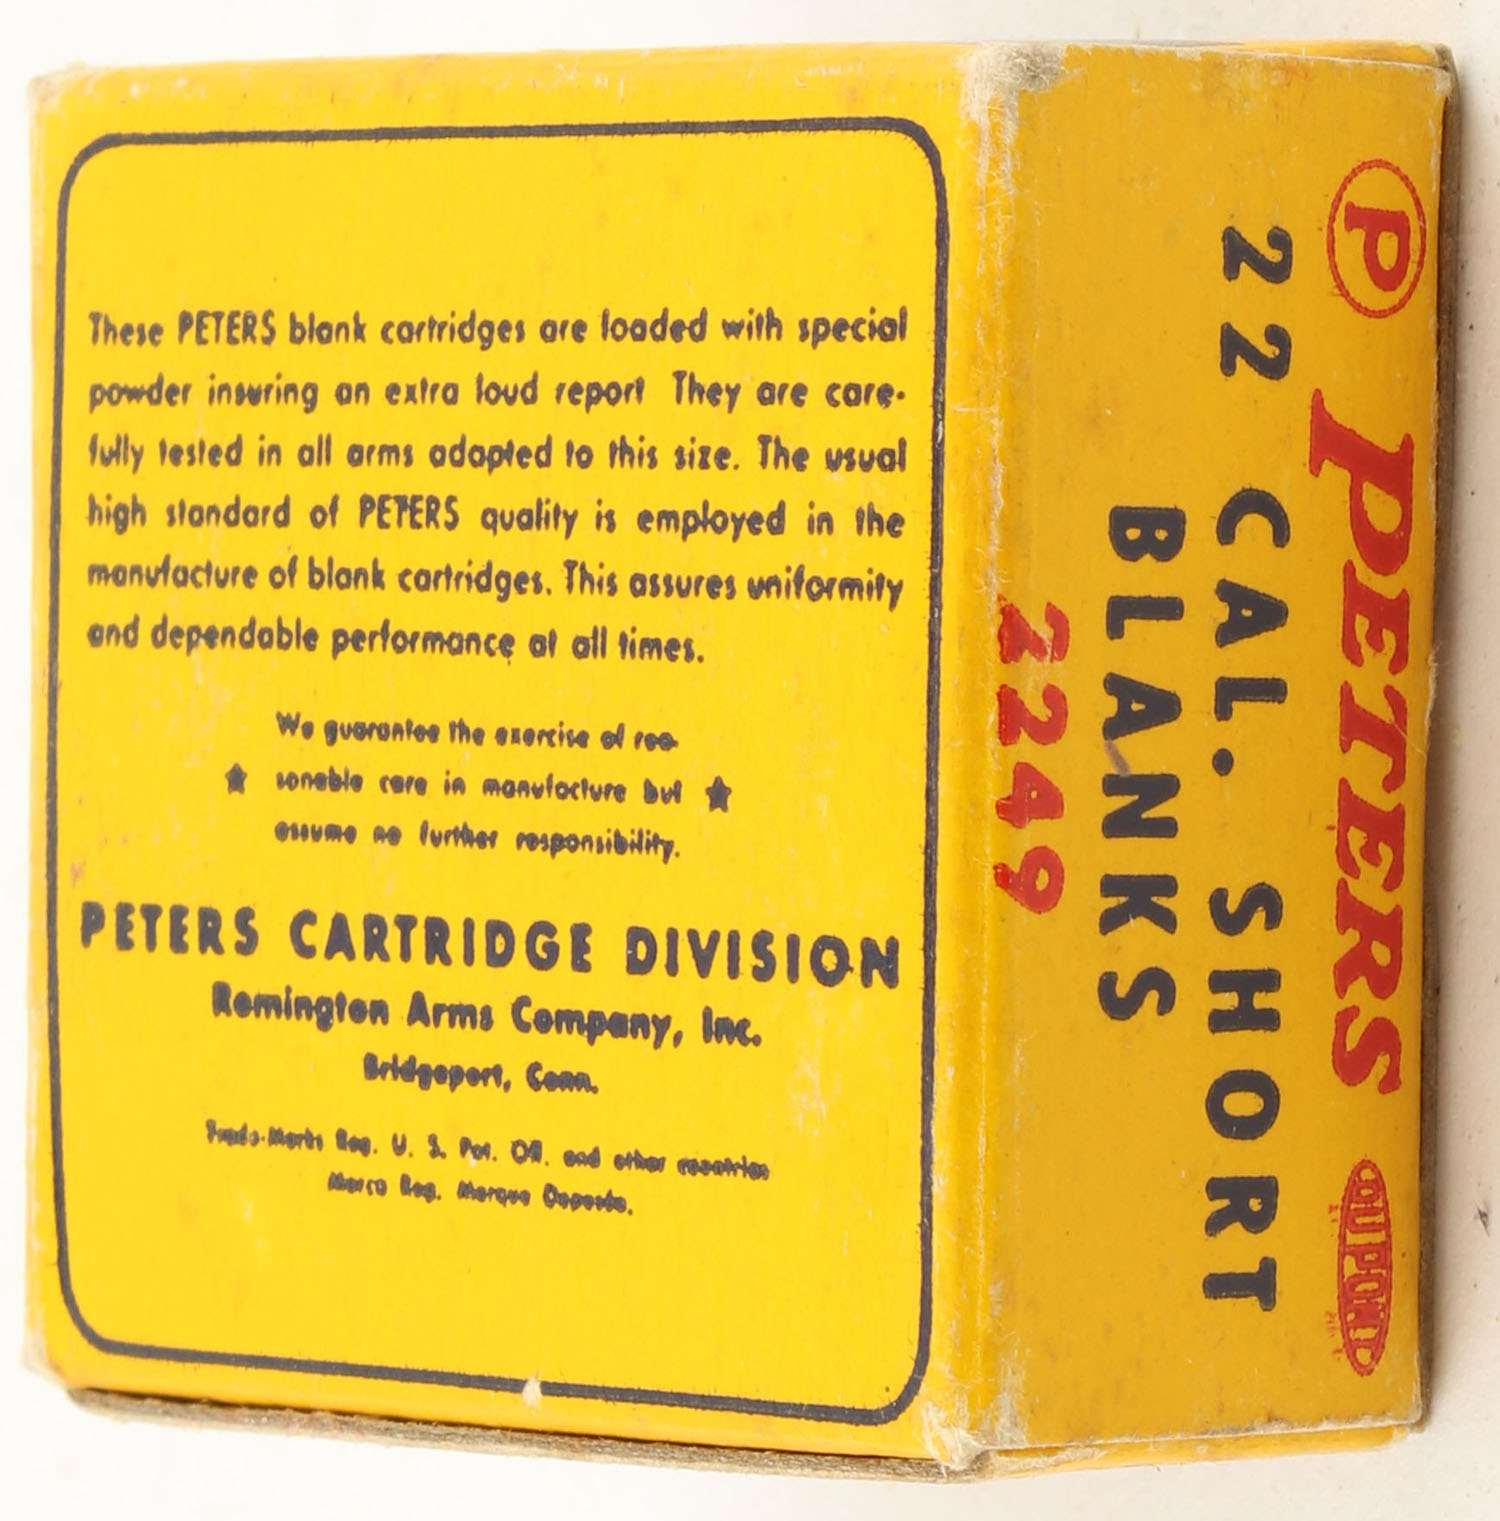 These PETERS blank cartridges are loaded with special
powder insuring an extra loud report They are care-
fully tested in all arms adapted to this size. The usual
high standard of PETERS quality is employed in the
manufacture of blank cartridges. This assures uniformity
and dependable performance at all times.
We guarantee the exercise of rea-
★ sonable care in manufacture but ★
assume no further responsibility.
PETERS CARTRIDGE DIVISION
Remington Arms Company, Inc.
Bridgeport, Conn.
Trade-Marks Reg. U. S. Pat. Off. and other countries
Marca Reg. Marque Deposée.
P PETERS DUPONT
22 CAL. SHORT
BLANKS
2249